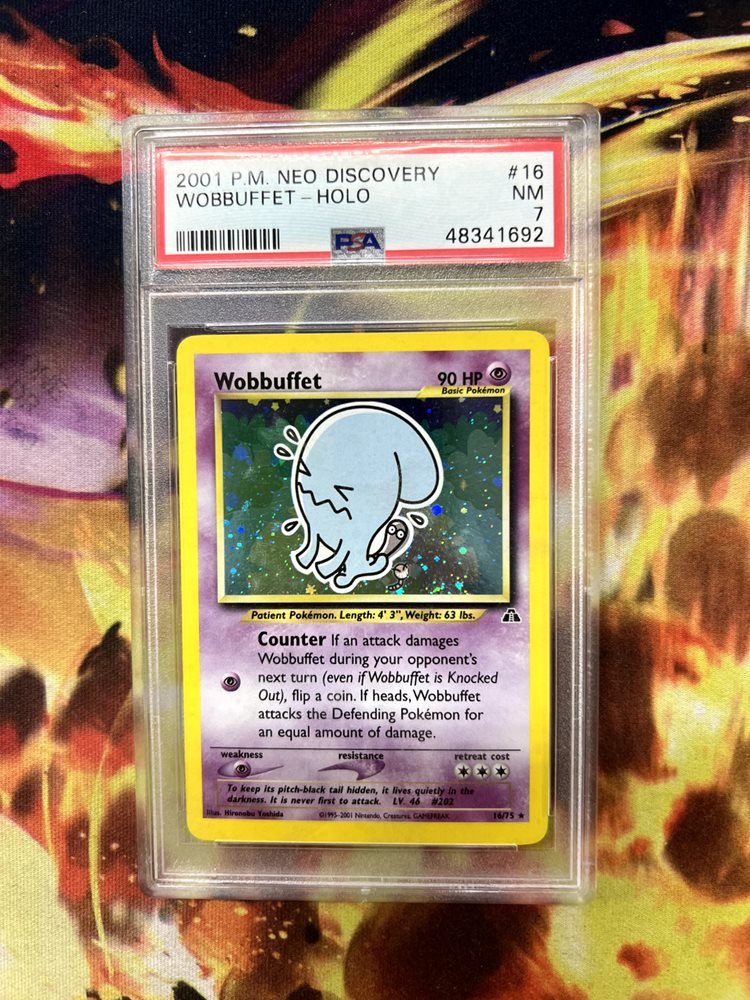 2001 P.M. NEO DISCOVERY #16
WOBBUFFET - HOLO NM
7
PSA 48341692
Wobbuffet 90 HP
Basic Pokémon
Patient Pokémon. Length: 4' 3", Weight: 63 lbs.
Counter If an attack damages
Wobbuffet during your opponent's
next turn (even if Wobbuffet is Knocked
Out), flip a coin. If heads, Wobbuffet
attacks the Defending Pokémon for
an equal amount of damage.
weakness resistance retreat cost
To keep its pitch-black tail hidden, it lives quietly in the
darkness. It is never first to attack. LV. 46 #202
Illus. Hironobu Yoshida ©1995-2001 Nintendo, Creatures, GAMEFREAK. 16/75 ★